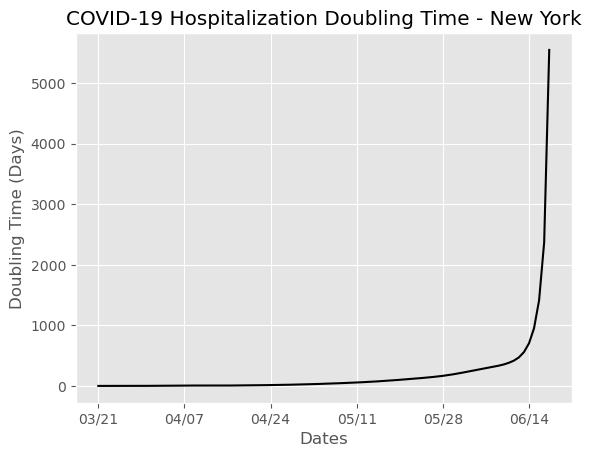 COVID-19 Hospitalization Doubling Time - New York
Doubling Time (Days)
5000
4000
3000
2000
1000
0
03/21 04/07 04/24 05/11 05/28 06/14
Dates